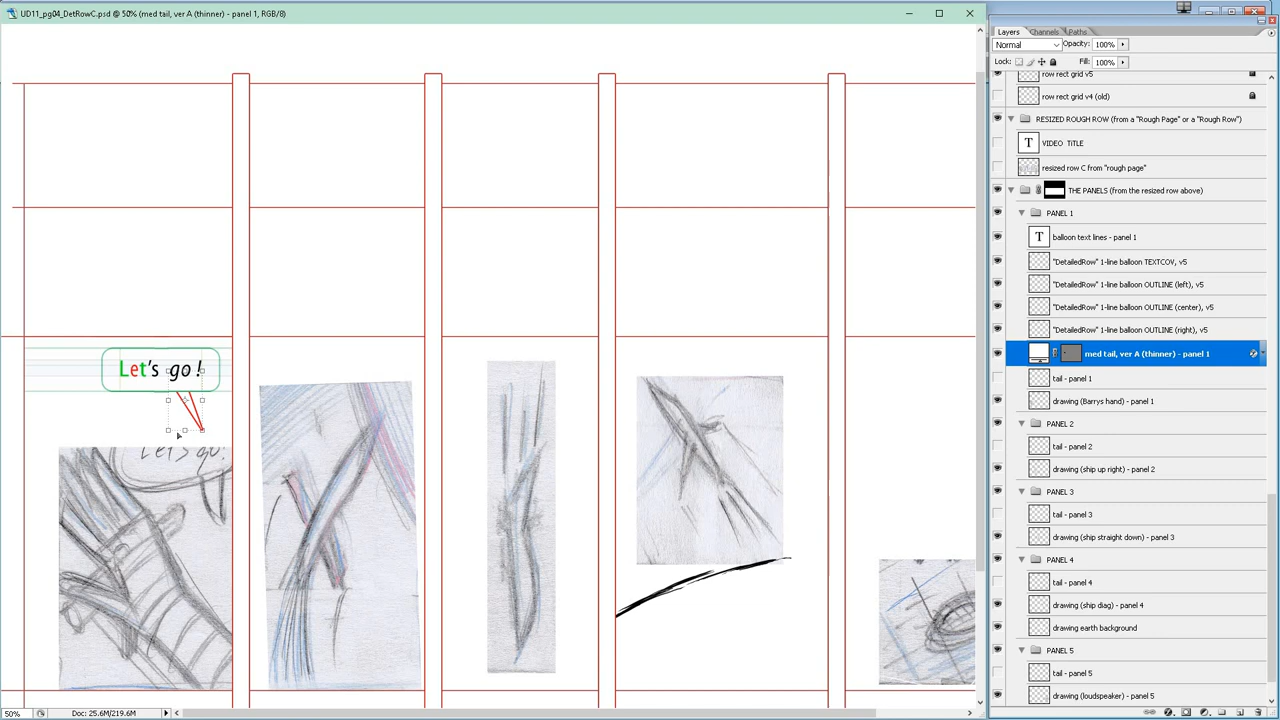 UD11_pg04_DetRowC.psd @ 50% (med tail, ver A (thinner) - panel 1, RGB/8)
Layers Channels Paths
Normal Opacity: 100%
Lock: Fill: 100%
row rect grid v5
row rect grid v4 (old)
RESIZED ROUGH ROW (from a "Rough Page" or a "Rough Row")
T VIDEO TiTLE
resized row C from "rough page"
THE PANELS (from the resized row above)
PANEL 1
T balloon text lines - panel 1
"DetailedRow" 1-line balloon TEXTCOV, v5
"DetailedRow" 1-line balloon OUTLINE (left), v5
"DetailedRow" 1-line balloon OUTLINE (center), v5
"DetailedRow" 1-line balloon OUTLINE (right), v5
med tail, ver A (thinner) - panel 1
tail - panel 1
drawing (Barrys hand) - panel 1
PANEL 2
tail - panel 2
drawing (ship up right) - panel 2
PANEL 3
tail - panel 3
drawing (ship straight down) - panel 3
PANEL 4
tail - panel 4
drawing (ship diag) - panel 4
drawing earth background
PANEL 5
tail - panel 5
drawing (loudspeaker) - panel 5
Let's go !
Let's go!
50% Doc: 25.6M/219.6M